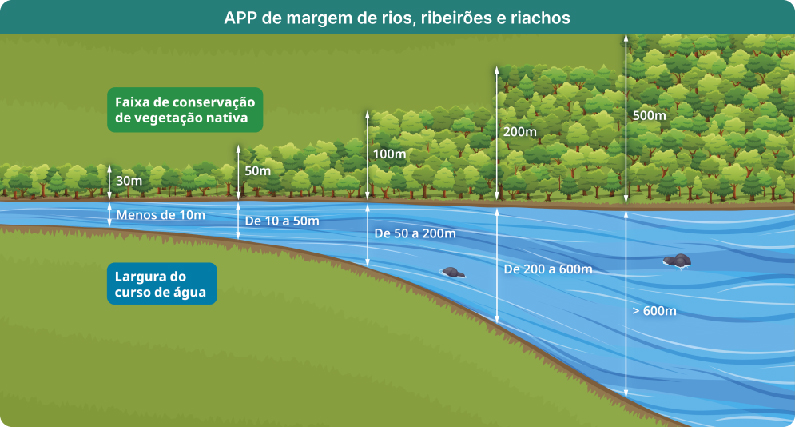 APP de margem de rios, ribeirões e riachos
Faixa de conservação
de vegetação nativa
30m
50m
100m
200m
500m
Menos de 10m
De 10 a 50m
De 50 a 200m
De 200 a 600m
> 600m
Largura do
curso de água